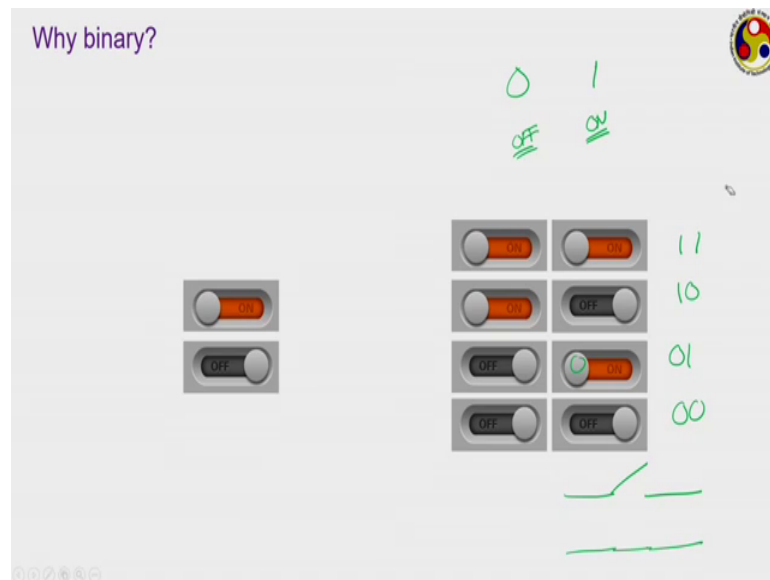 Why binary?
0 1
OFF ON
ON ON 11
ON
ON OFF 10
OFF
OFF 0 ON 01
OFF OFF 00